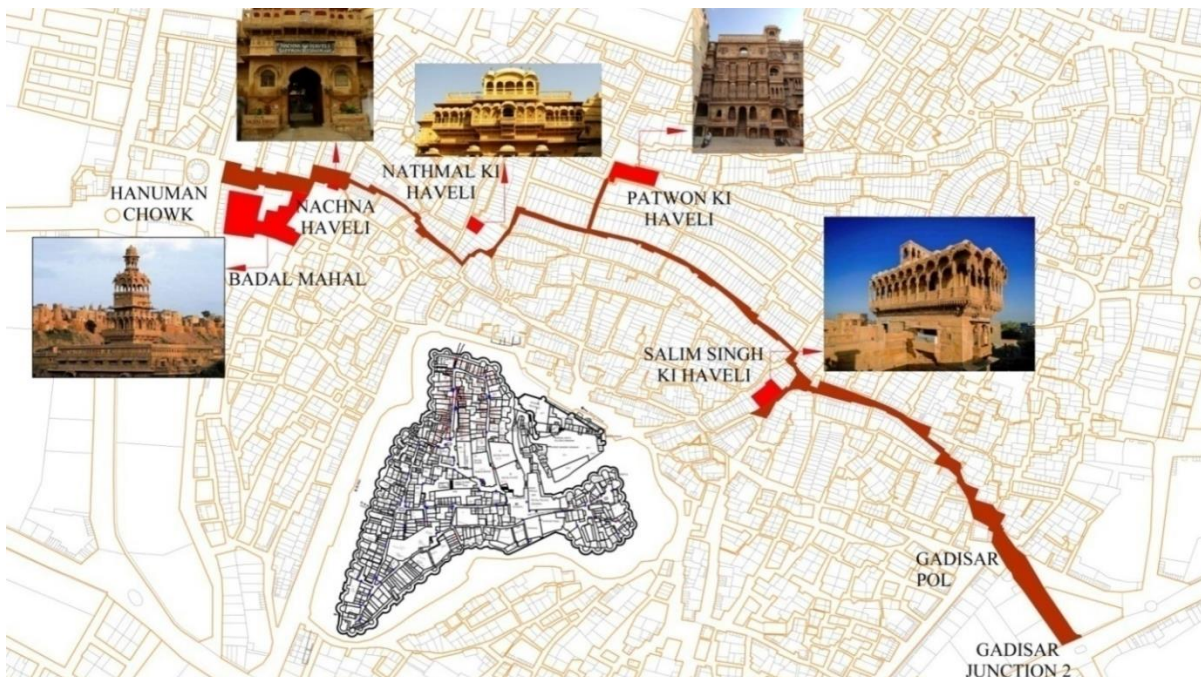 NATHMAL KI
HAVELI
HANUMAN
CHOWK
NACHNA
HAVELI
PATWON KI
HAVELI
BADAL MAHAL
SALIM SINGH
KI HAVELI
GADISAR
POL
GADISAR
JUNCTION 2